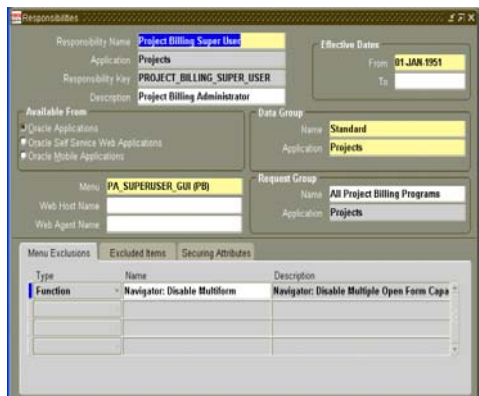 Responsibilities
Responsibility Name Project Billing Super User
Application Projects
Responsibility Key PROJECT_BILLING_SUPER_USER
Description Project Billing Administrator
Effective Dates
From 01-JAN-1951
To
Available From
Oracle Applications
Oracle Self Service Web Applications
Oracle Mobile Applications
Data Group
Name Standard
Application Projects
Menu PA_SUPERUSER_GUI (PB)
Web Host Name
Web Agent Name
Request Group
Name All Project Billing Programs
Application Projects
Menu Exclusions Excluded Items Securing Attributes
Type Name Description
Function Navigator: Disable Multiform Navigator: Disable Multiple Open Form Capa